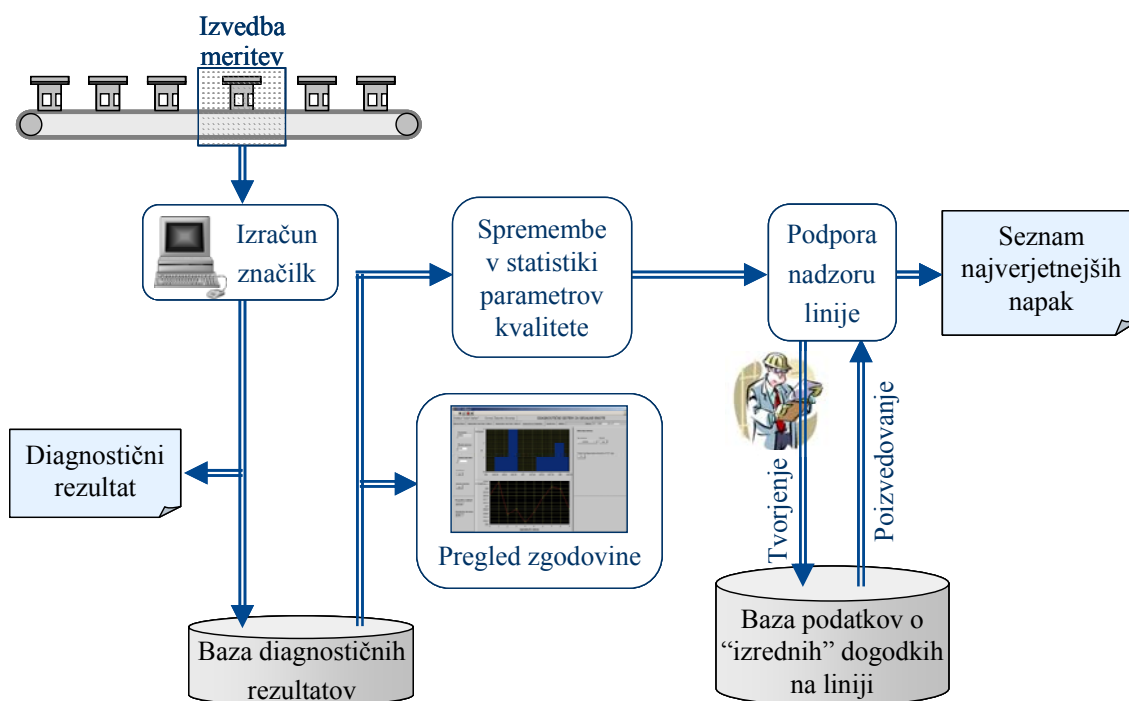 Izvedba
meritev
Izračun
značilk
Spremembe
v statistiki
parametrov
kvalitete
Podpora
nadzoru
linije
Seznam
najverjetnejših
napak
Diagnostični
rezultat
Pregled zgodovine
Tvorjenje
Poizvedovanje
Baza diagnostičnih
rezultatov
Baza podatkov o
“izrednih” dogodkih
na liniji